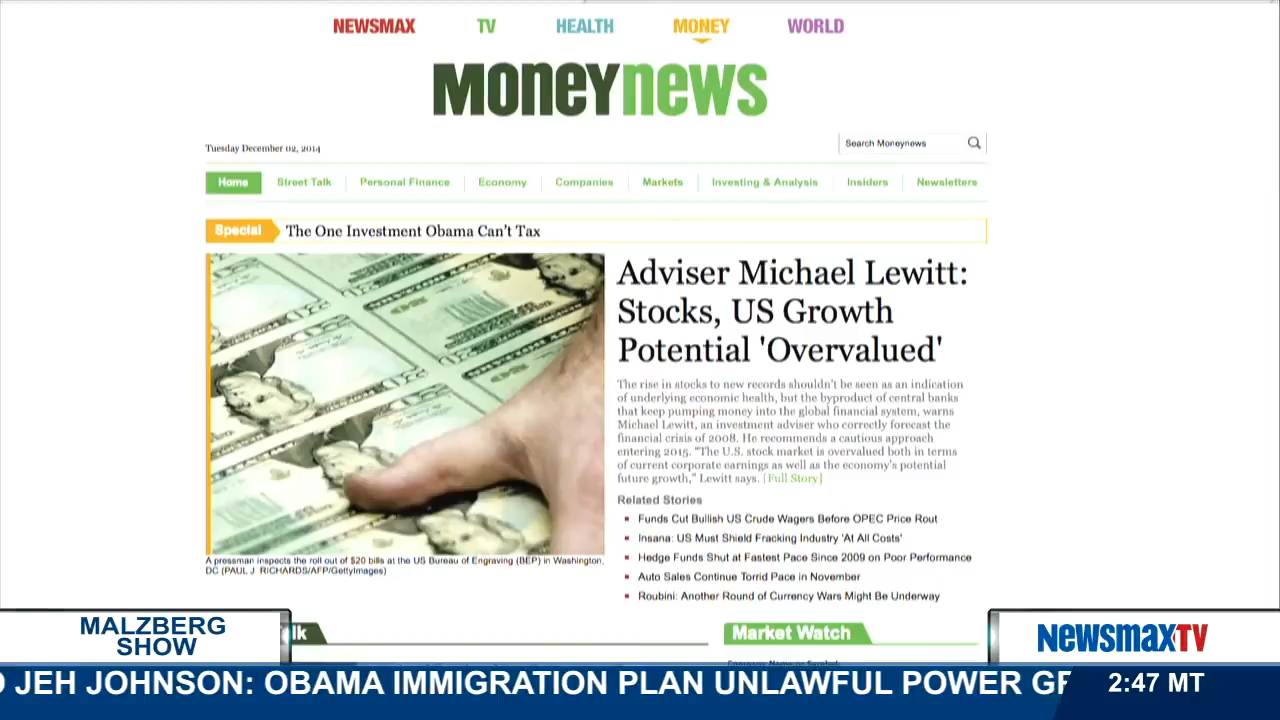 NEWSMAX TV HEALTH MONEY WORLD
MONEYNEWS
Tuesday December 02, 2014
Search Moneynews
Home Street Talk Personal Finance Economy Companies Markets Investing & Analysis Insiders Newsletters
Special The One Investment Obama Can't Tax
Adviser Michael Lewitt:
Stocks, US Growth
Potential 'Overvalued'
The rise in stocks to new records shouldn't be seen as an indication
of underlying economic health, but the byproduct of central banks
that keep pumping money into the global financial system, warns
Michael Lewitt, an investment adviser who correctly forecast the
financial crisis of 2008. He recommends a cautious approach
entering 2015. "The U.S. stock market is overvalued both in terms
of current corporate earnings as well as the economy's potential
future growth," Lewitt says. [Full Story]
Related Stories
Funds Cut Bullish US Crude Wagers Before OPEC Price Rout
Insana: US Must Shield Fracking Industry 'At All Costs'
Hedge Funds Shut at Fastest Pace Since 2009 on Poor Performance
Auto Sales Continue Torrid Pace in November
Roubini: Another Round of Currency Wars Might Be Underway
A pressman inspects the roll out of $20 bills at the US Bureau of Engraving (BEP) in Washington,
DC (PAUL J RICHARDS/AFP/GettyImages)
lk
Market Watch
MALZBERG
SHOW
NEWSMAXTV
JEH JOHNSON: OBAMA IMMIGRATION PLAN UNLAWFUL POWER
2:47 MT